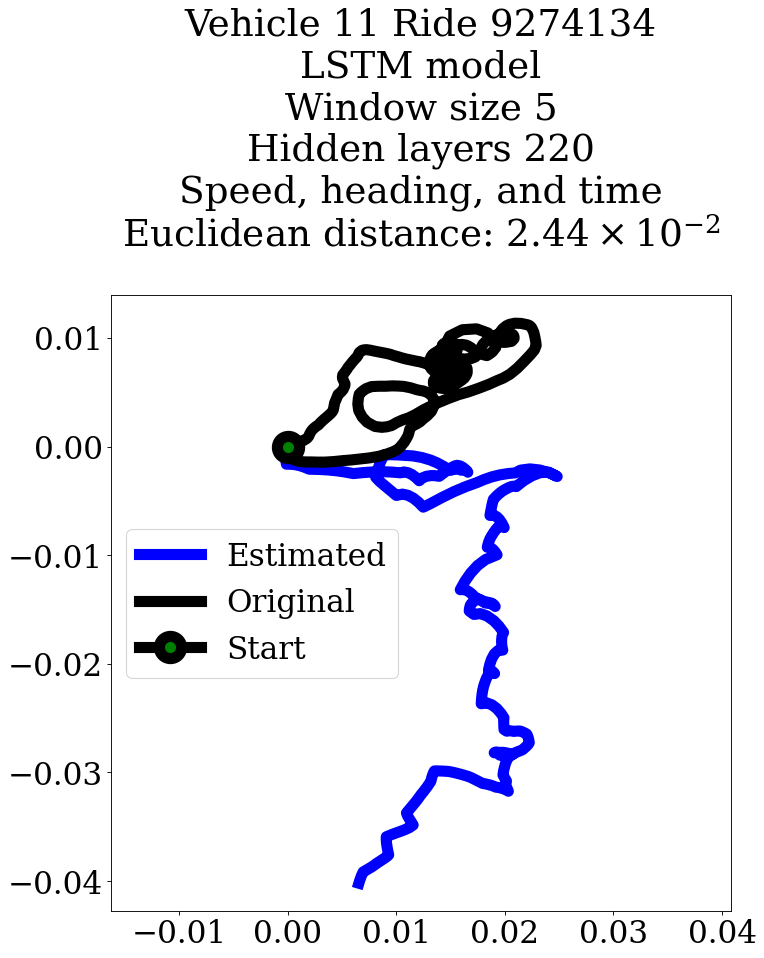 Vehicle 11 Ride 9274134
LSTM model
Window size 5
Hidden layers 220
Speed, heading, and time
Euclidean distance: 2.44 × 10⁻²
0.01
0.00
−0.01
−0.02
−0.03
−0.04
Estimated
Original
Start
−0.01 0.00 0.01 0.02 0.03 0.04